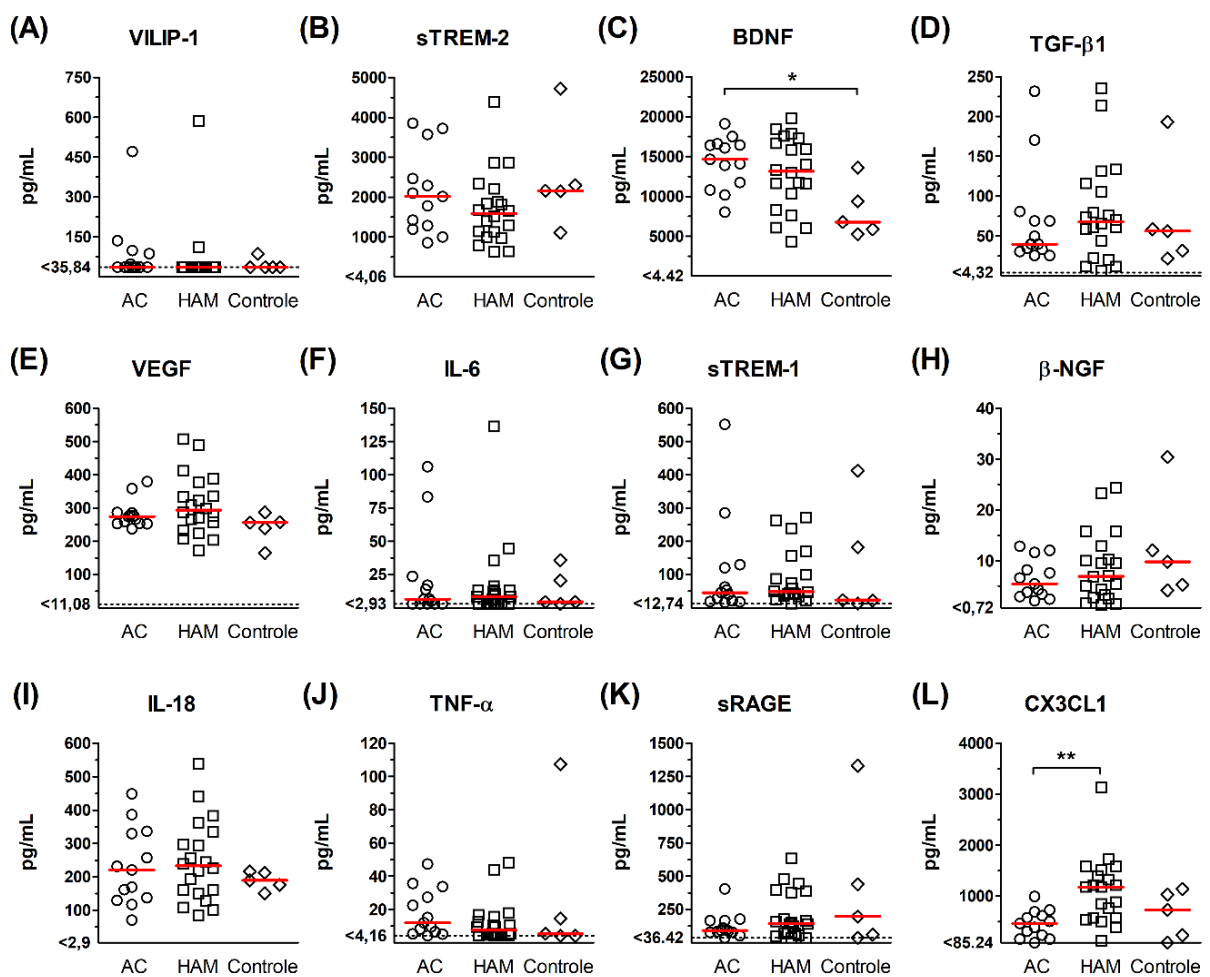 (A) VILIP-1
pg/mL
750
600
450
300
150
<35,84
AC HAM Controle
(B) sTREM-2
pg/mL
5000
4000
3000
2000
1000
<4,06
AC HAM Controle
(C) BDNF
pg/mL
25000
20000
15000
10000
5000
<4.42
*
AC HAM Controle
(D) TGF-β1
pg/mL
250
200
150
100
50
<4,32
AC HAM Controle
(E) VEGF
pg/mL
600
500
400
300
200
100
<11,08
AC HAM Controle
(F) IL-6
pg/mL
150
125
100
75
50
25
<2,93
AC HAM Controle
(G) sTREM-1
pg/mL
600
500
400
300
200
100
<12,74
AC HAM Controle
(H) β-NGF
pg/mL
40
30
20
10
<0,72
AC HAM Controle
(I) IL-18
pg/mL
600
500
400
300
200
100
<2,9
AC HAM Controle
(J) TNF-α
pg/mL
120
100
80
60
40
20
<4,16
AC HAM Controle
(K) sRAGE
pg/mL
1500
1250
1000
750
500
250
<36.42
AC HAM Controle
(L) CX3CL1
pg/mL
4000
3000
2000
1000
<85.24
**
AC HAM Controle